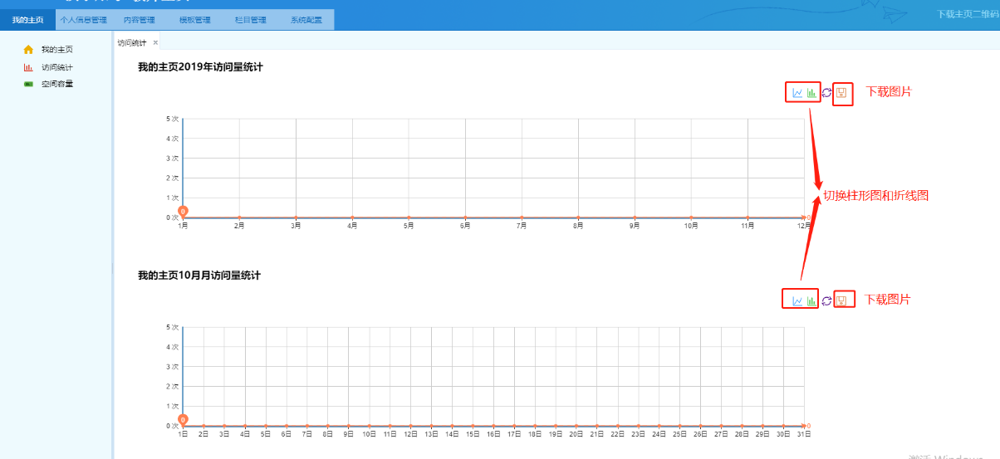 下载主页二维码
我的主页 个人信息管理 内容管理 模板管理 栏目管理 系统配置
我的主页
访问统计
空间容量
访问统计 ×
我的主页2019年访问量统计
下载图片
5 次
4 次
3 次
2 次
1 次
0 次
0
0
1月 2月 3月 4月 5月 6月 7月 8月 9月 10月 11月 12月
切换柱形图和折线图
我的主页10月月访问量统计
下载图片
5 次
4 次
3 次
2 次
1 次
0 次
0
0
1日 2日 3日 4日 5日 6日 7日 8日 9日 10日 11日 12日 13日 14日 15日 16日 17日 18日 19日 20日 21日 22日 23日 24日 25日 26日 27日 28日 29日 30日 31日
激活 Windows